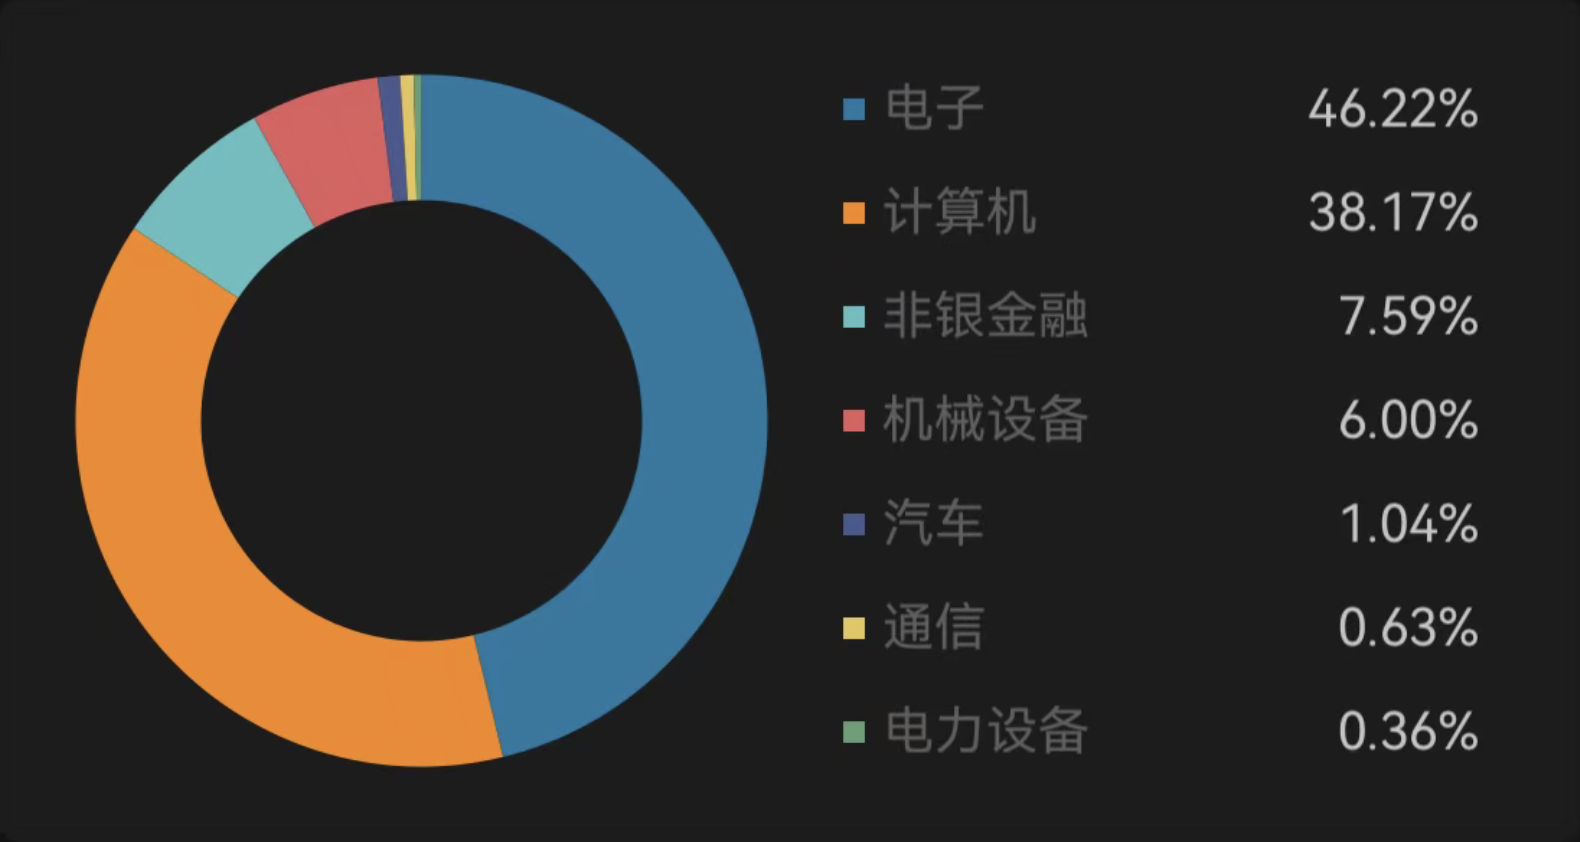 电子 46.22%
计算机 38.17%
非银金融 7.59%
机械设备 6.00%
汽车 1.04%
通信 0.63%
电力设备 0.36%